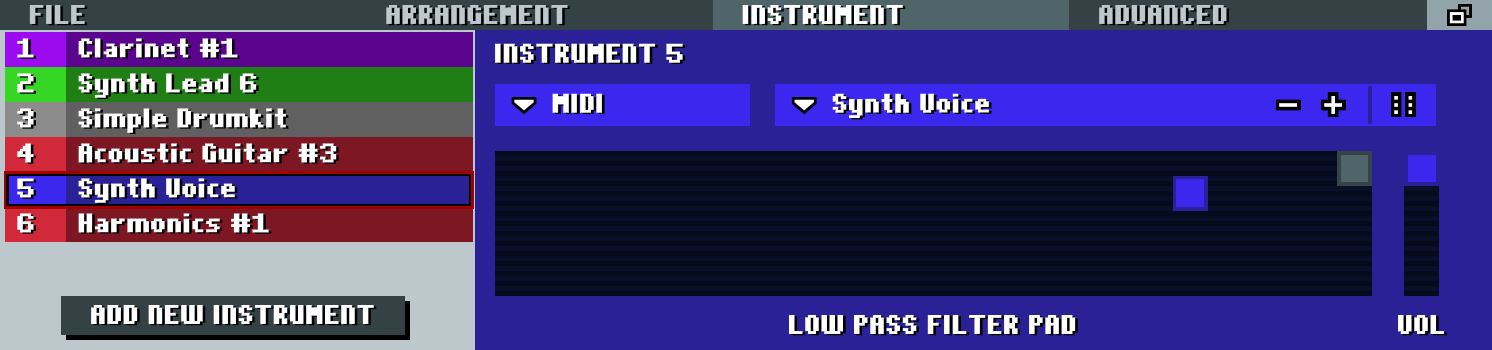 FILE ARRANGEMENT INSTRUMENT ADVANCED
1 Clarinet #1
2 Synth Lead 6
3 Simple Drumkit
4 Acoustic Guitar #3
5 Synth Voice
6 Harmonics #1
ADD NEW INSTRUMENT
INSTRUMENT 5
MIDI
Synth Voice
LOW PASS FILTER PAD
VOL